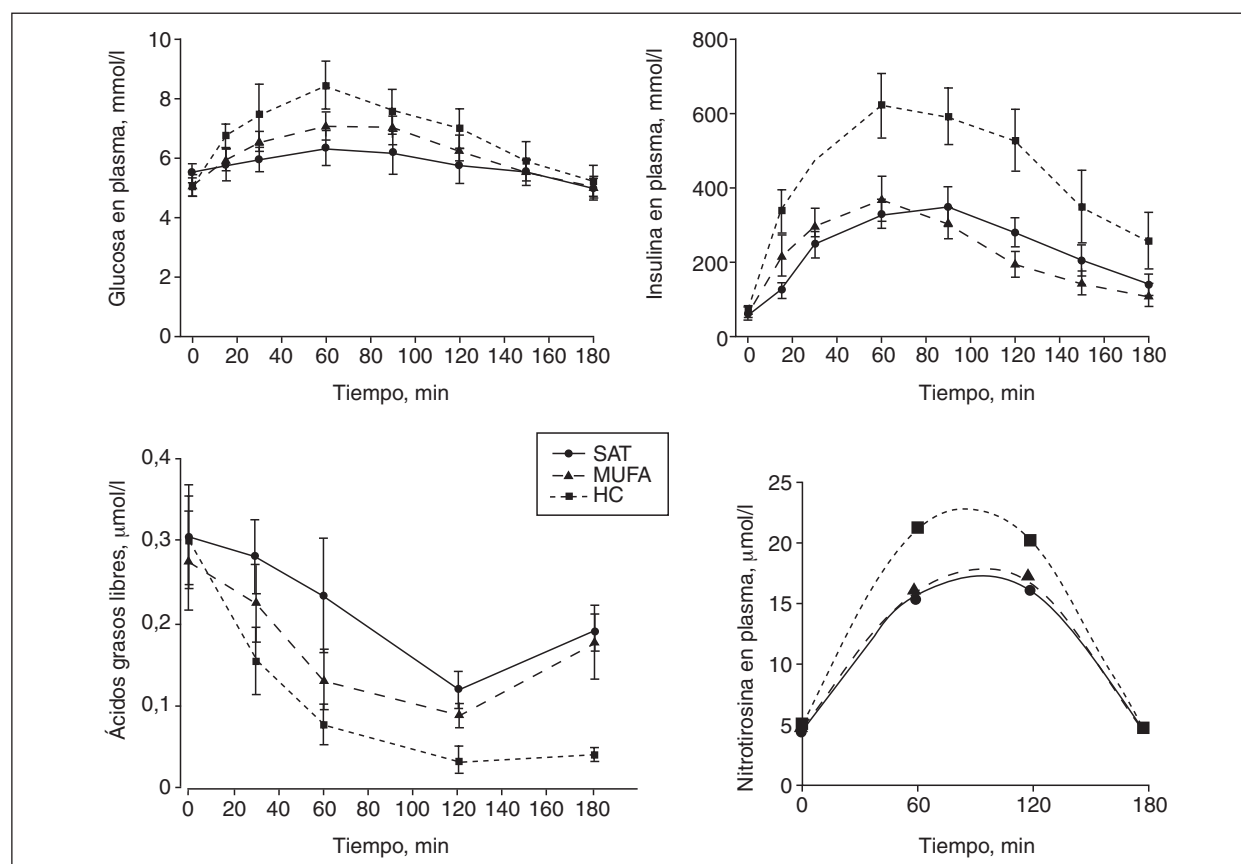 Glucosa en plasma, mmol/l
10
8
6
4
2
0
0 20 40 60 80 100 120 140 160 180
Tiempo, min
Insulina en plasma, mmol/l
800
600
400
200
0
0 20 40 60 80 100 120 140 160 180
Tiempo, min
Ácidos grasos libres, μmol/l
0,4
0,3
0,2
0,1
0
0 20 40 60 80 100 120 140 160 180
Tiempo, min
SAT
MUFA
HC
Nitrotirosina en plasma, μmol/l
25
20
15
10
5
0
0 60 120 180
Tiempo, min